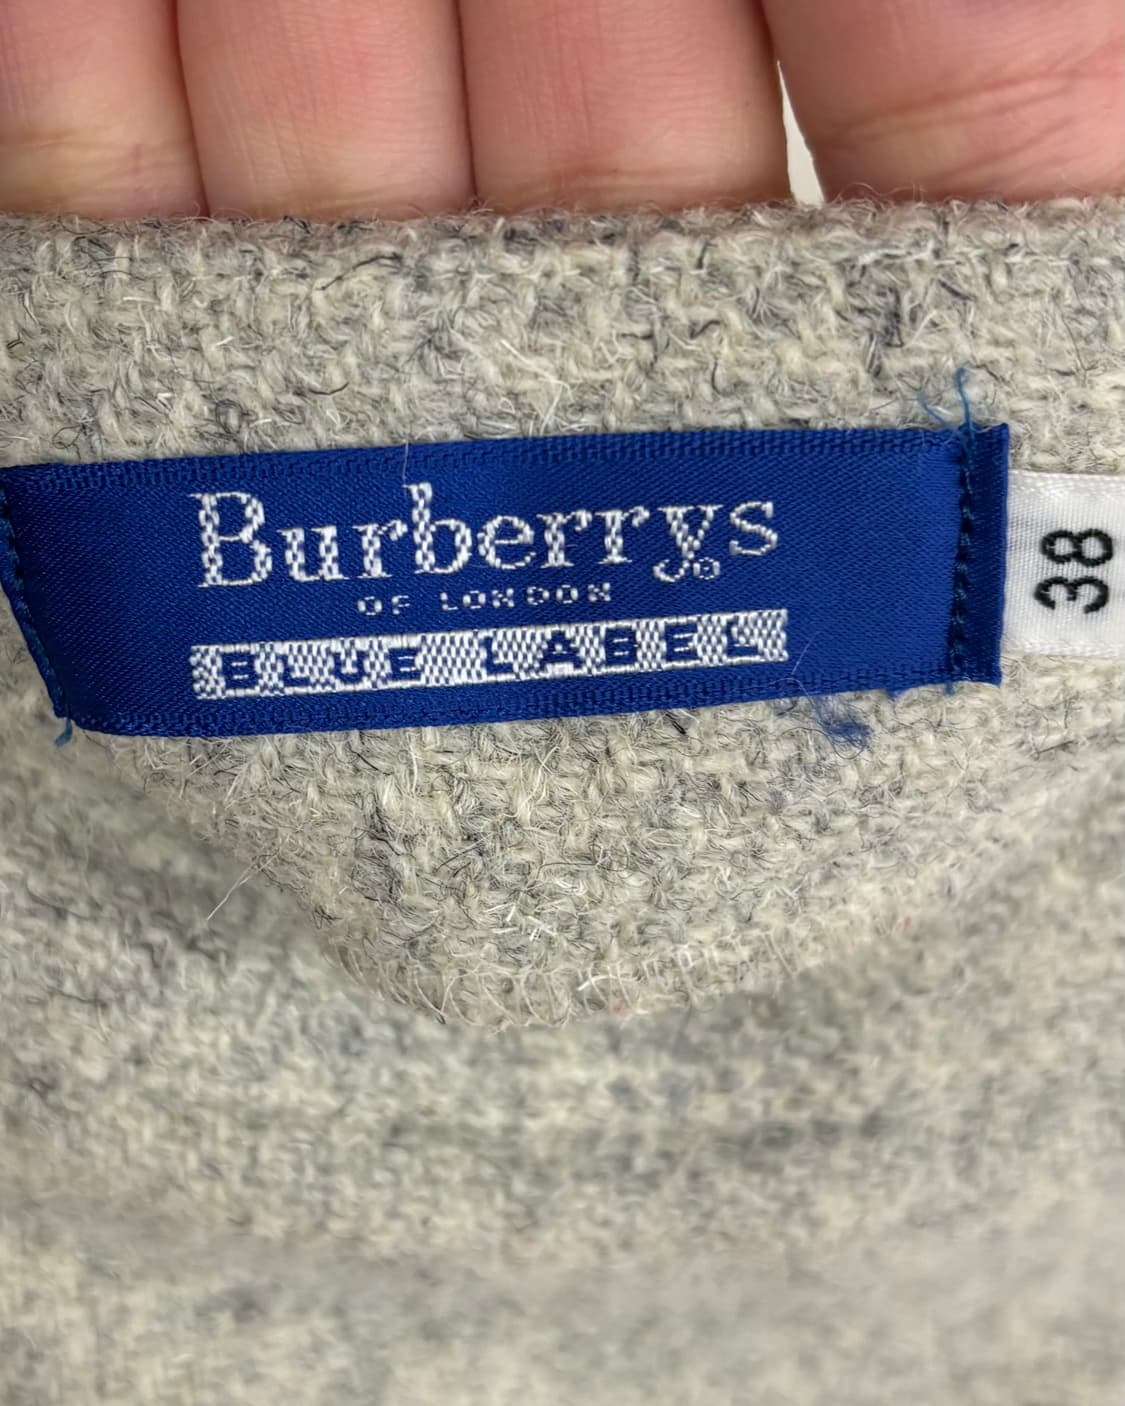 Burberrys
OF LONDON
BLUE LABEL
38